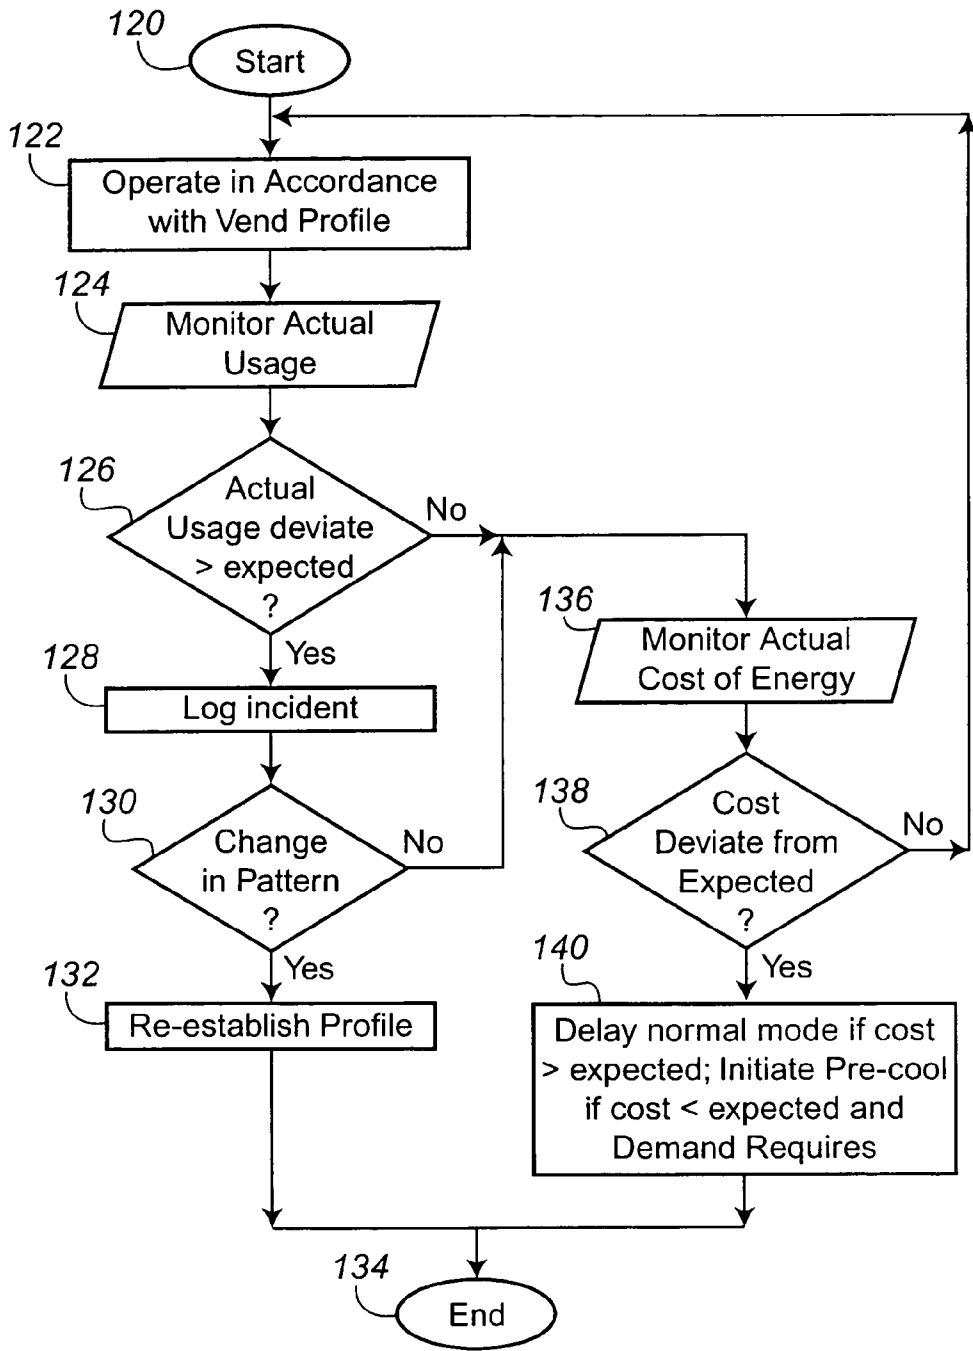 120
Start
122
Operate in Accordance
with Vend Profile
124
Monitor Actual
Usage
126
Actual
Usage deviate
> expected
?
No
Yes
128
Log incident
130
Change
in Pattern
?
No
Yes
132
Re-establish Profile
136
Monitor Actual
Cost of Energy
138
Cost
Deviate from
Expected
?
No
Yes
140
Delay normal mode if cost
> expected; Initiate Pre-cool
if cost < expected and
Demand Requires
134
End